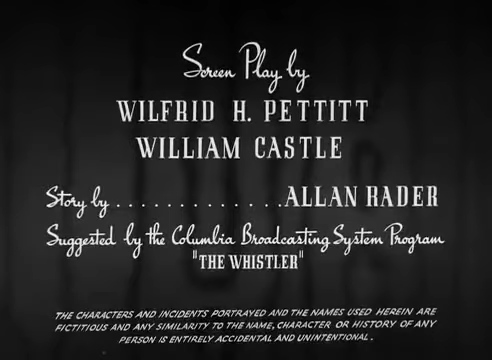 Screen Play by
WILFRID H. PETTITT
WILLIAM CASTLE
Story by.............ALLAN RADER
Suggested by the Columbia Broadcasting System Program
"THE WHISTLER"
THE CHARACTERS AND INCIDENTS PORTRAYED AND THE NAMES USED HEREIN ARE
FICTITIOUS AND ANY SIMILARITY TO THE NAME, CHARACTER OR HISTORY OF ANY
PERSON IS ENTIRELY ACCIDENTAL AND UNINTENTIONAL.